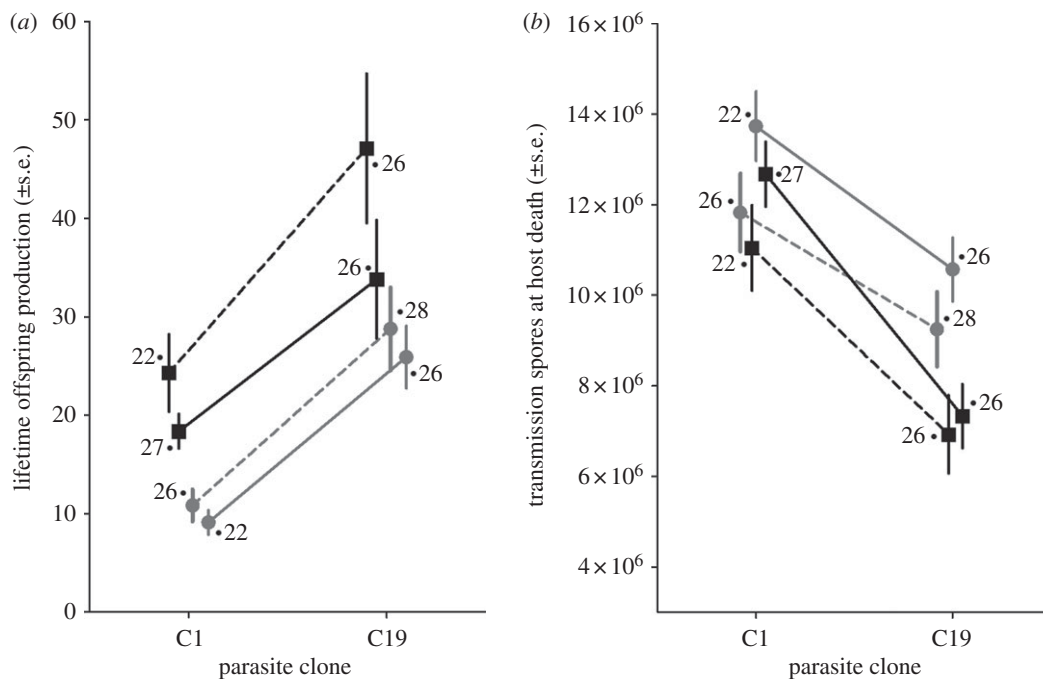 (a)
60
50
40
30
20
10
0
lifetime offspring production (±s.e.)
•26
22•
26•
27•
•28
•26
26•
•22
C1 C19
parasite clone
(b)
16 × 10⁶
14 × 10⁶
12 × 10⁶
10 × 10⁶
8 × 10⁶
6 × 10⁶
4 × 10⁶
transmission spores at host death (±s.e.)
22•
•27
26•
22•
•26
•28
•26
26•
C1 C19
parasite clone